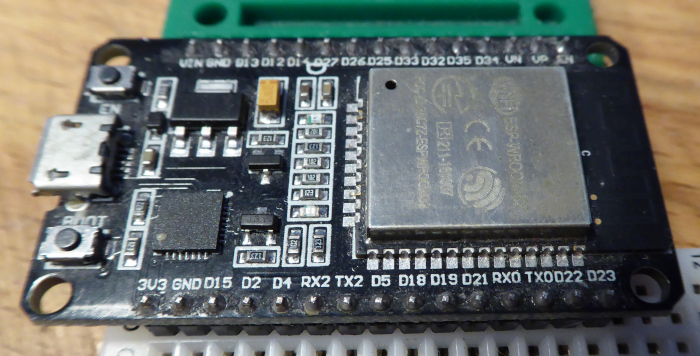 VIN GND D13 D12 D14 D27 D26 D25 D33 D32 D35 D34 VN VP EN
EN
CE
BOOT
3V3 GND D15 D2 D4 RX2 TX2 D5 D18 D19 D21 RX0 TX0 D22 D23